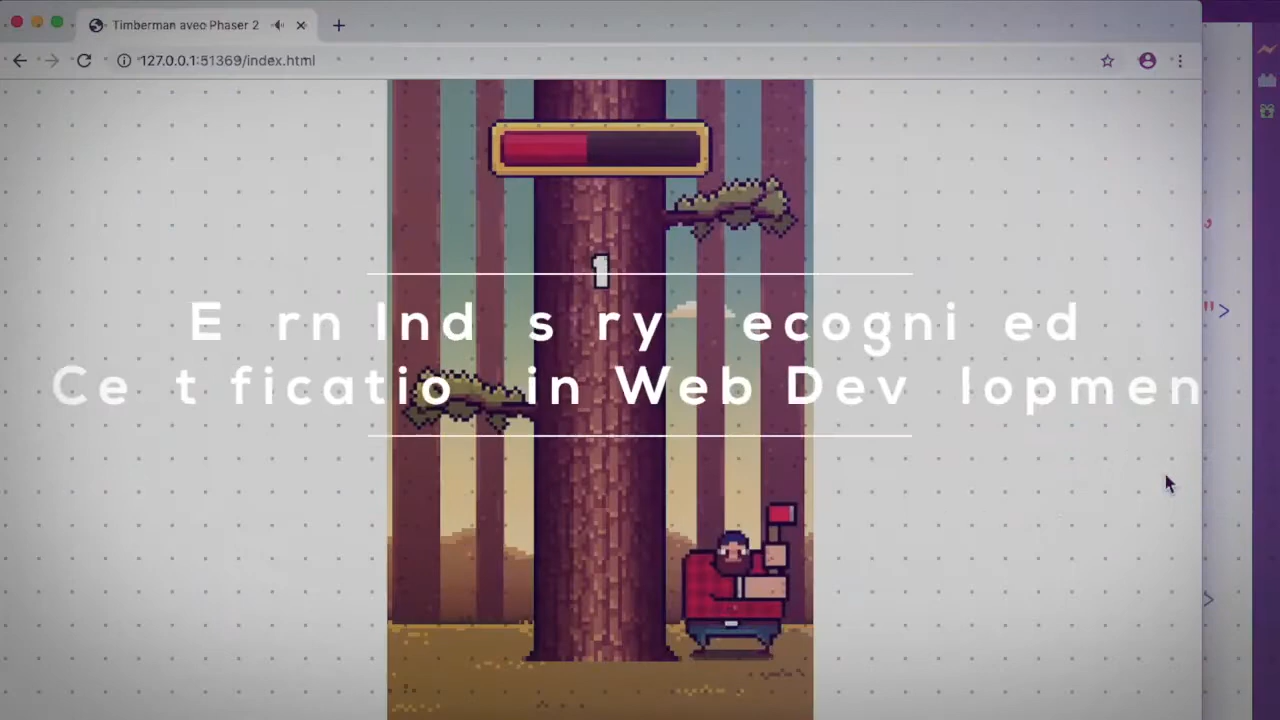 Timberman avec Phaser 2
127.0.0.1:51369/index.html
1
E rn Ind s ry ecogni ed
Ce t ficatio in Web Dev lopmen